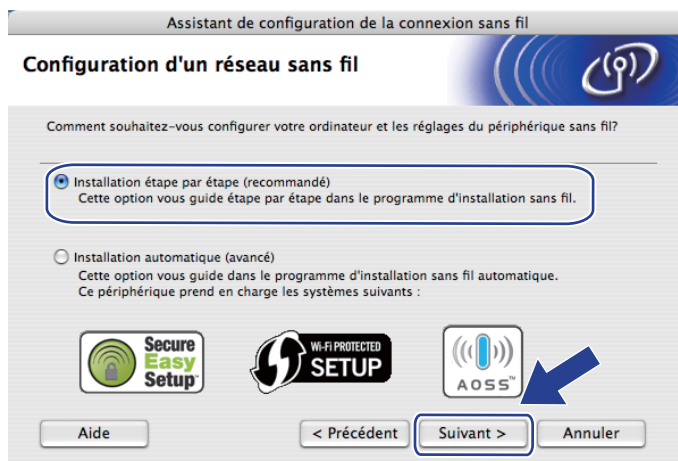 Assistant de configuration de la connexion sans fil
Configuration d'un réseau sans fil
Comment souhaitez-vous configurer votre ordinateur et les réglages du périphérique sans fil?
Installation étape par étape (recommandé)
Cette option vous guide étape par étape dans le programme d'installation sans fil.
Installation automatique (avancé)
Cette option vous guide dans le programme d'installation sans fil automatique.
Ce périphérique prend en charge les systèmes suivants :
Secure
Easy
Setup™
Wi-Fi PROTECTED
SETUP
AOSS™
Aide
< Précédent
Suivant >
Annuler